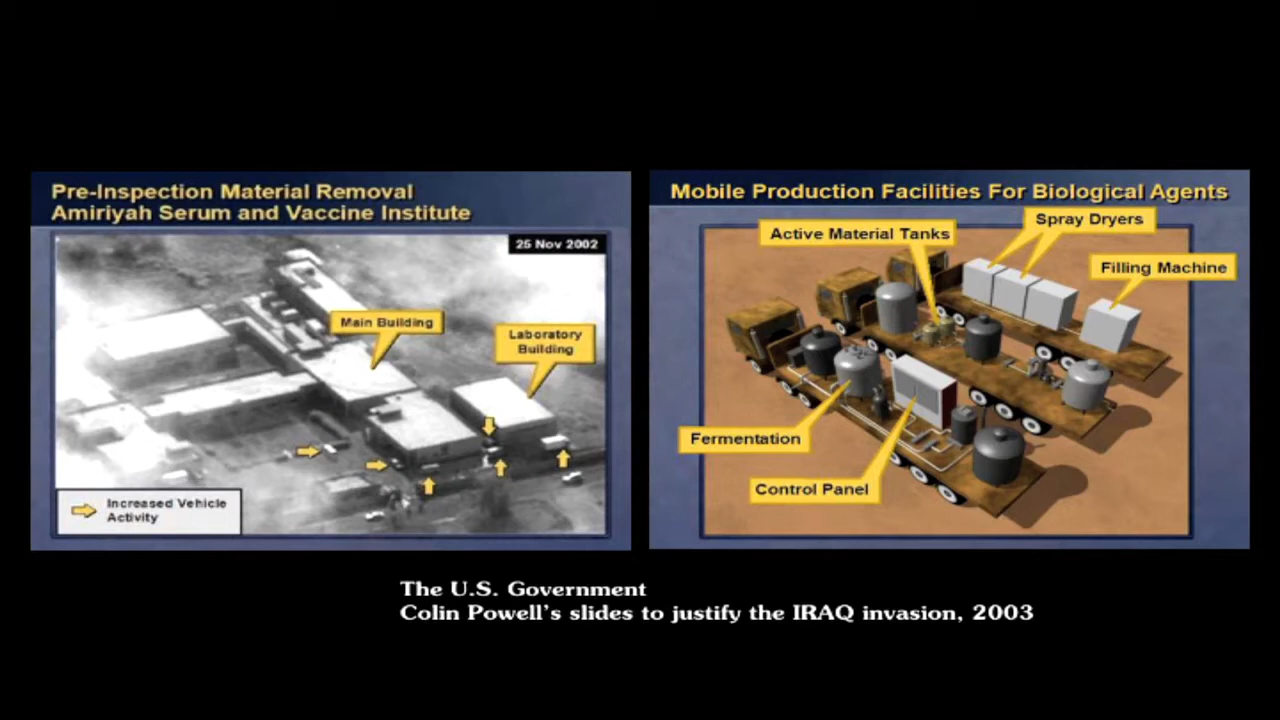 Pre-Inspection Material Removal
Amiriyah Serum and Vaccine Institute
25 Nov 2002
Main Building
Laboratory
Building
Increased Vehicle
Activity
Mobile Production Facilities For Biological Agents
Spray Dryers
Active Material Tanks
Filling Machine
Fermentation
Control Panel
The U.S. Government
Colin Powell's slides to justify the IRAQ invasion, 2003